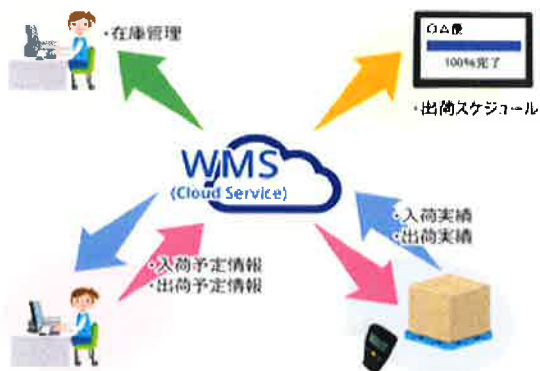 ・在庫管理
口△便
100%完了
・出荷スケジュール
WMS
(Cloud Service)
・入荷実績
・出荷実績
・入荷予定情報
・出荷予定情報